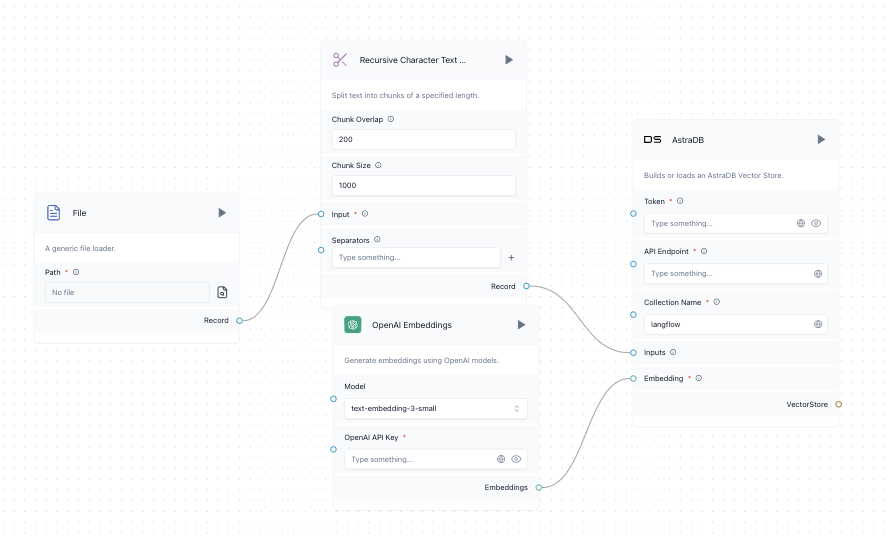 File
A generic file loader.
Path *
No file
Record
Recursive Character Text ...
Split text into chunks of a specified length.
Chunk Overlap
200
Chunk Size
1000
Input *
Separators
Type something...
Record
OpenAI Embeddings
Generate embeddings using OpenAI models.
Model
text-embedding-3-small
OpenAI API Key *
Type something...
Embeddings
DS AstraDB
Builds or loads an AstraDB Vector Store.
Token *
Type something...
API Endpoint *
Type something...
Collection Name *
langflow
Inputs
Embedding *
VectorStore